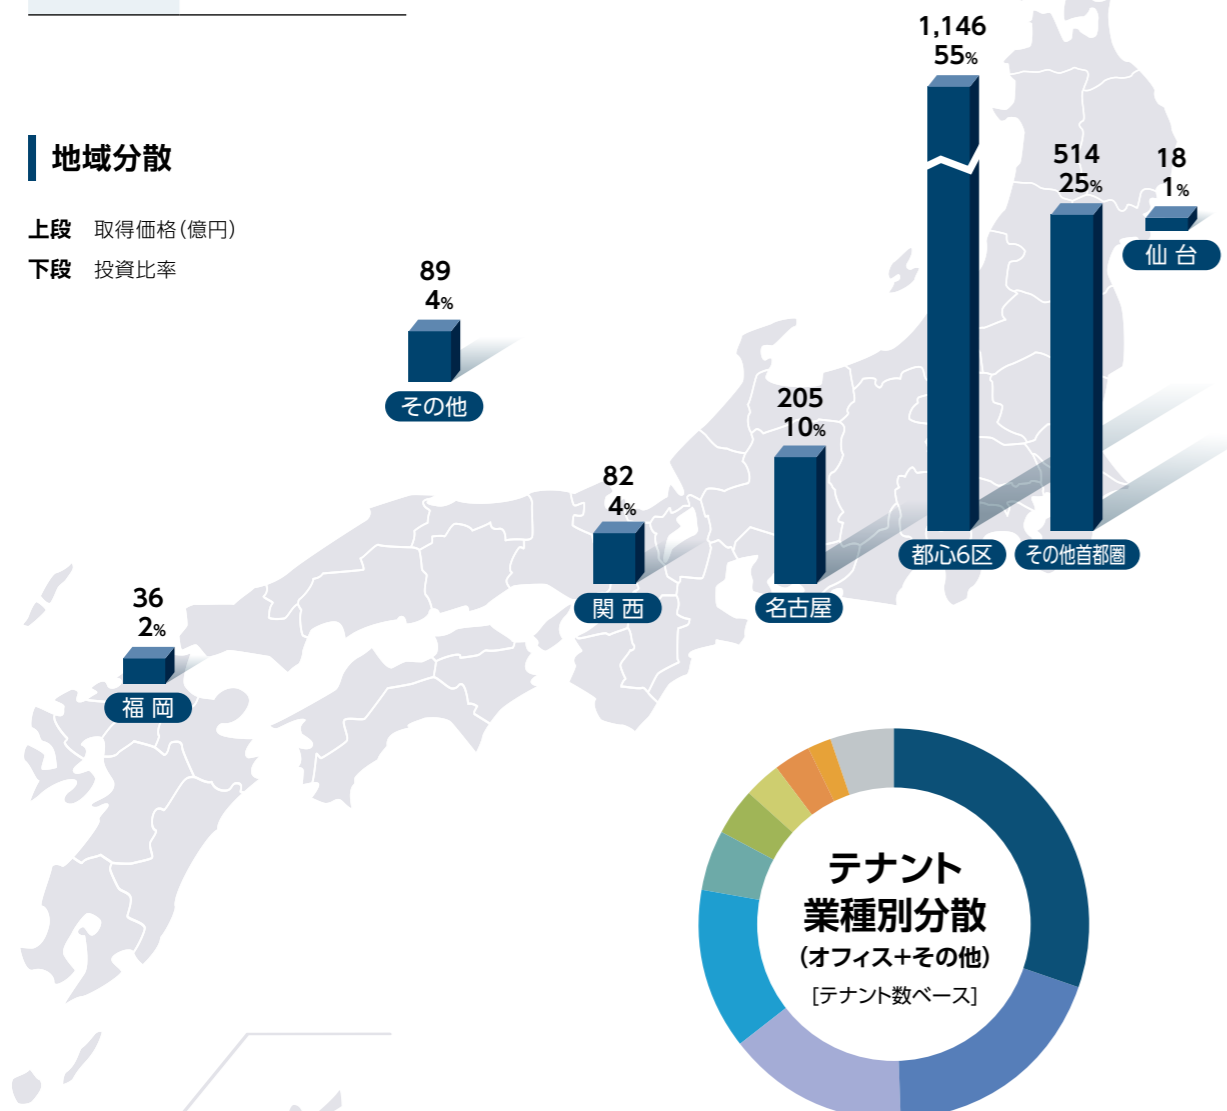 地域分散
上段 取得価格(億円)
下段 投資比率
1,146
55%
都心6区
514
25%
その他首都圏
18
1%
仙台
89
4%
その他
205
10%
名古屋
82
4%
関西
36
2%
福岡
テナント
業種別分散
(オフィス+その他)
[テナント数ベース]